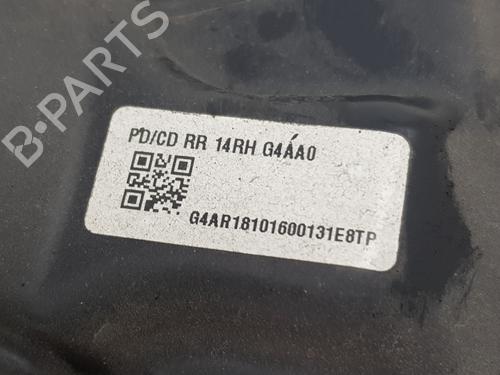 B-PARTS
PD/CD RR 14RH G4AA0
G4AR18101600131E8TP